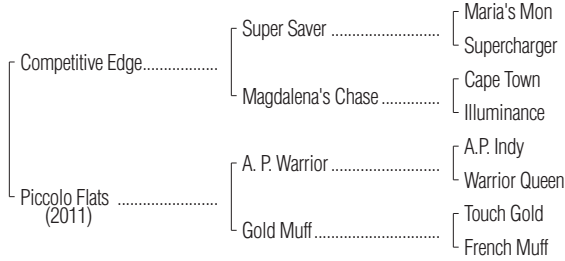 Maria's Mon
Super Saver ........................
Supercharger
Competitive Edge................
Cape Town
Magdalena's Chase .............
Illuminance
A.P. Indy
A. P. Warrior ........................
Warrior Queen
Piccolo Flats ......................
(2011)
Touch Gold
Gold Muff...........................
French Muff